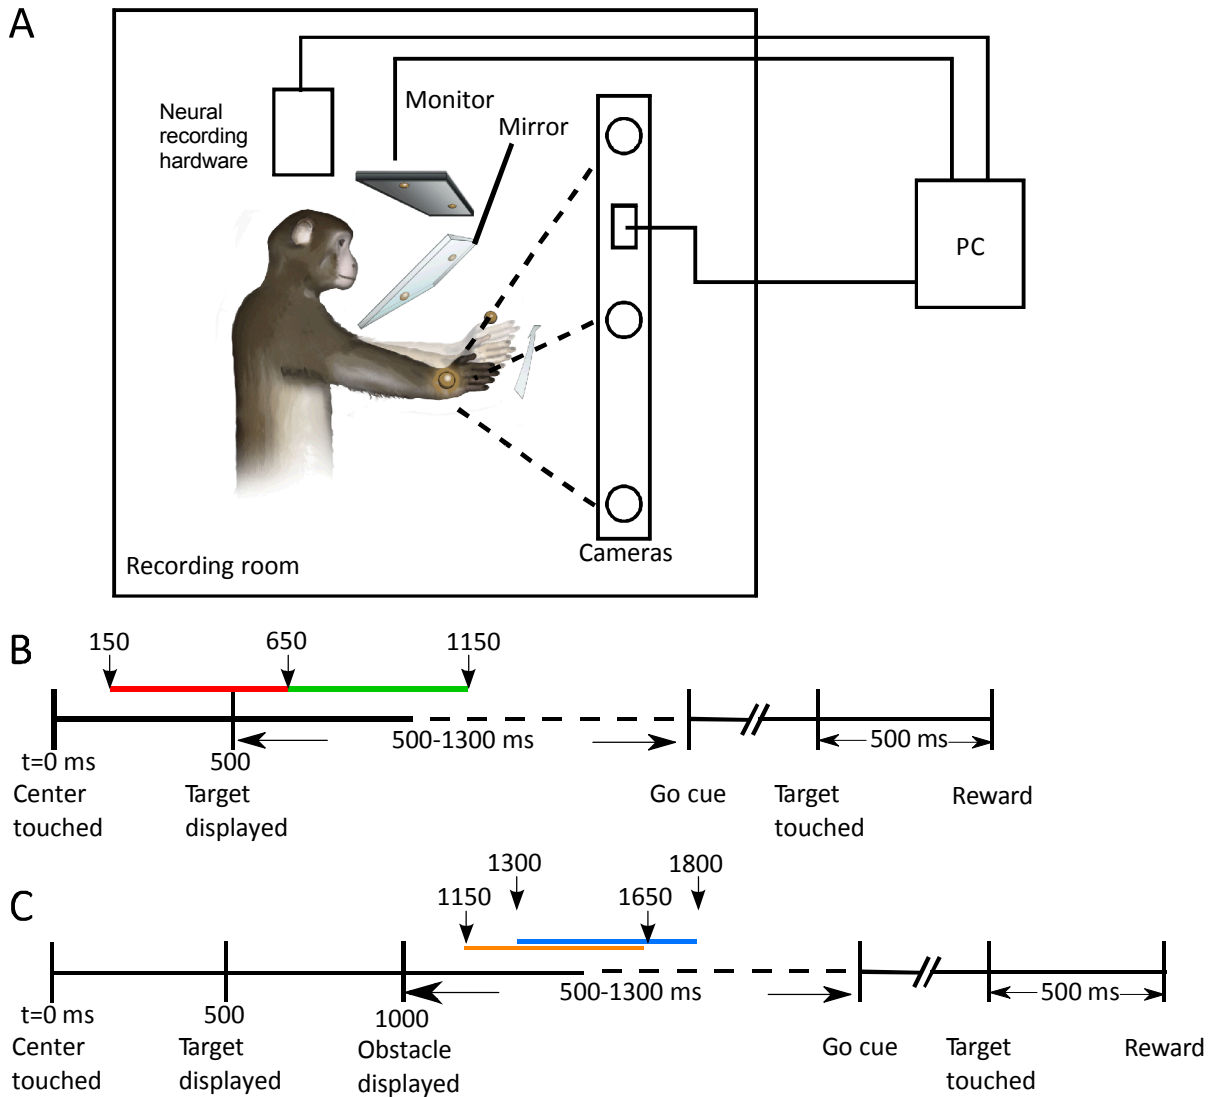 A
Neural
recording
hardware
Monitor
Mirror
PC
Cameras
Recording room
B
150
650
1150
500-1300 ms
500 ms
t=0 ms
500
Center
touched
Target
displayed
Go cue
Target
touched
Reward
C
1300
1800
1150
1650
500-1300 ms
500 ms
t=0 ms
500
1000
Center
touched
Target
displayed
Obstacle
displayed
Go cue
Target
touched
Reward